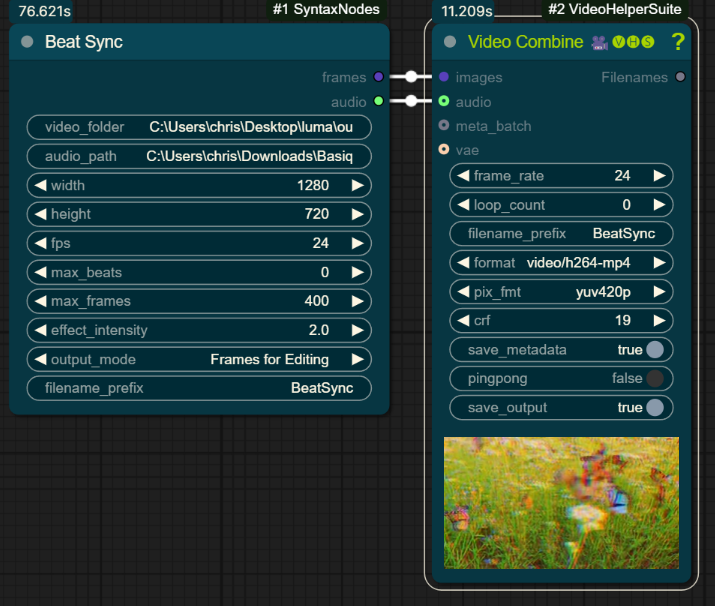 76.621s
#1 SyntaxNodes
Beat Sync
frames
audio
video_folder C:\Users\chris\Desktop\luma\ou
audio_path C:\Users\chris\Downloads\Basiq
width 1280
height 720
fps 24
max_beats 0
max_frames 400
effect_intensity 2.0
output_mode Frames for Editing
filename_prefix BeatSync
11.209s
#2 VideoHelperSuite
Video Combine 🎥🅥🅗🅢 ?
images Filenames
audio
meta_batch
vae
frame_rate 24
loop_count 0
filename_prefix BeatSync
format video/h264-mp4
pix_fmt yuv420p
crf 19
save_metadata true
pingpong false
save_output true